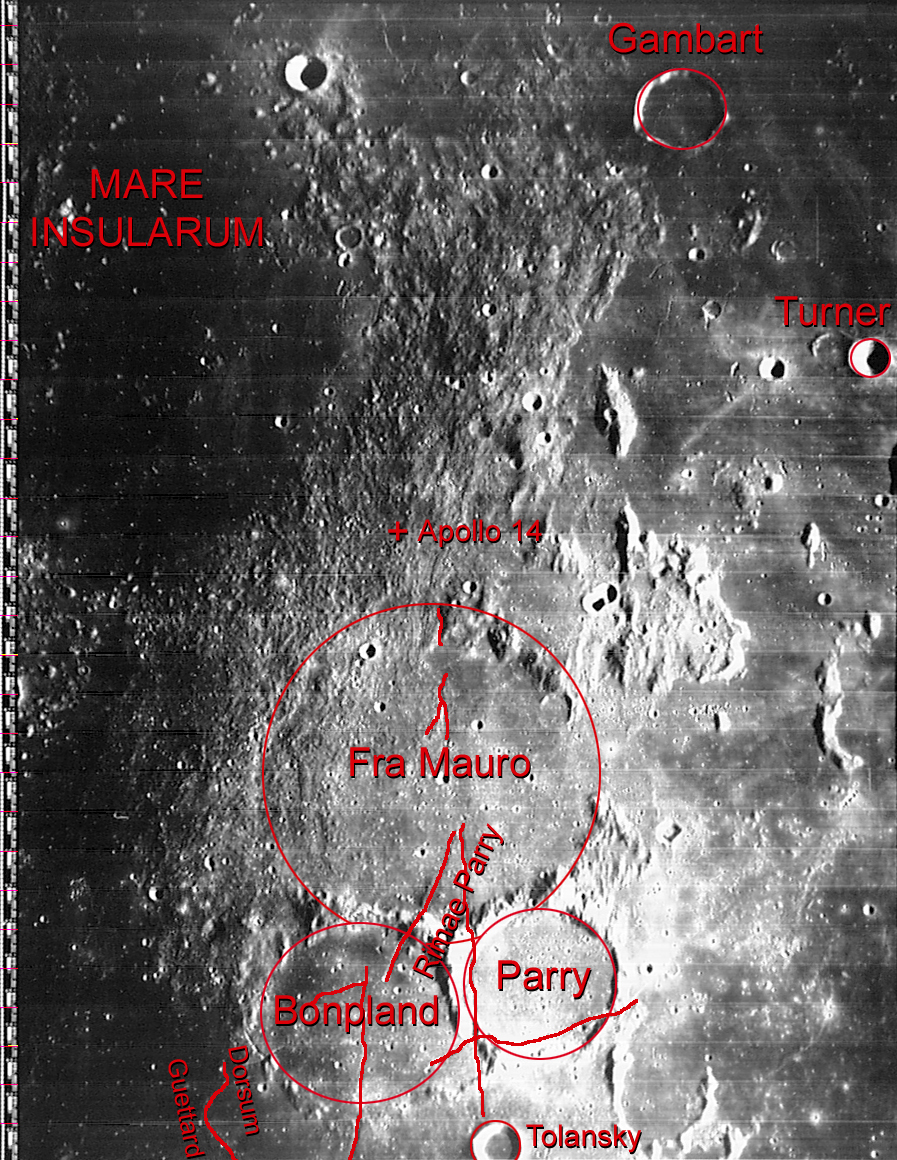 Gambart
MARE
INSULARUM
Turner
+ Apollo 14
Fra Mauro
Rimae Parry
Parry
Bonpland
Dorsum
Guettard
Tolansky